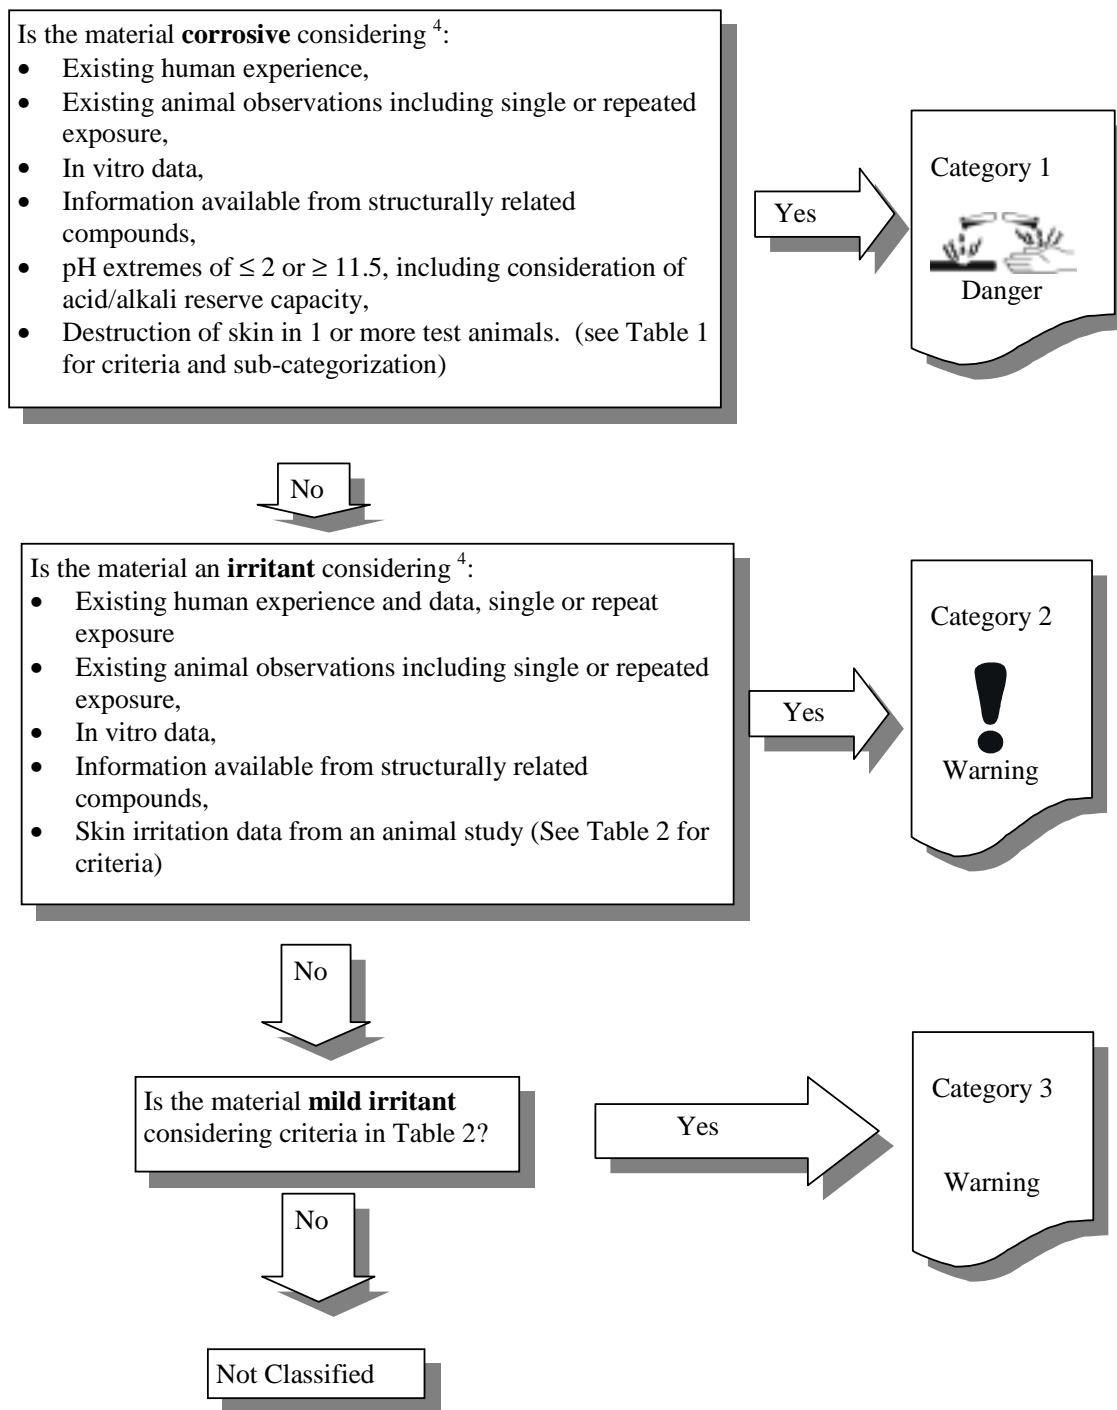 Is the material corrosive considering 4:
• Existing human experience,
• Existing animal observations including single or repeated
exposure,
• In vitro data,
• Information available from structurally related
compounds,
• pH extremes of ≤ 2 or ≥ 11.5, including consideration of
acid/alkali reserve capacity,
• Destruction of skin in 1 or more test animals. (see Table 1
for criteria and sub-categorization)
Yes
Category 1
Danger
No
Is the material an irritant considering 4:
• Existing human experience and data, single or repeat
exposure
• Existing animal observations including single or repeated
exposure,
• In vitro data,
• Information available from structurally related
compounds,
• Skin irritation data from an animal study (See Table 2 for
criteria)
Yes
Category 2
!
Warning
No
Is the material mild irritant
considering criteria in Table 2?
Yes
Category 3
Warning
No
Not Classified